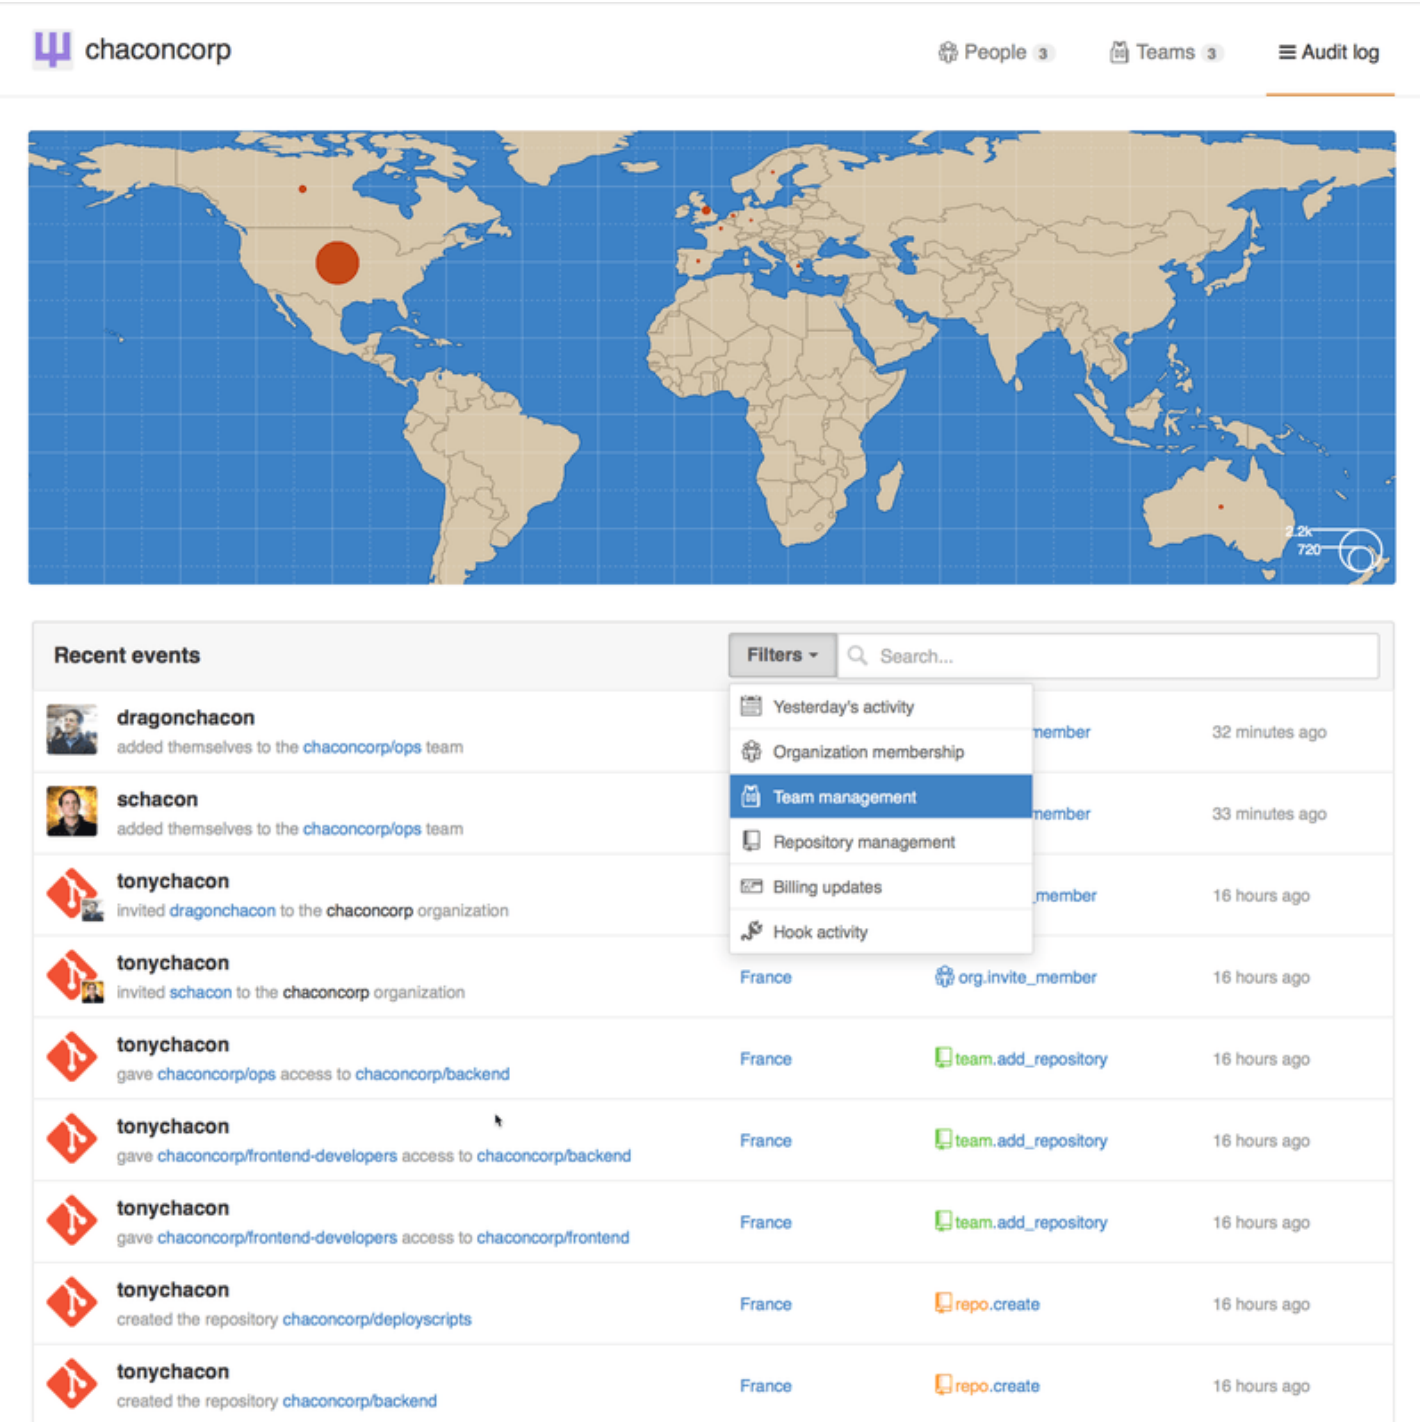 chaconcorp
People 3
Teams 3
Audit log
2.2k
720
Recent events
Filters
Search...
Yesterday's activity
Organization membership
Team management
Repository management
Billing updates
Hook activity
dragonchacon
added themselves to the chaconcorp/ops team
member
32 minutes ago
schacon
added themselves to the chaconcorp/ops team
member
33 minutes ago
tonychacon
invited dragonchacon to the chaconcorp organization
_member
16 hours ago
tonychacon
invited schacon to the chaconcorp organization
France
org.invite_member
16 hours ago
tonychacon
gave chaconcorp/ops access to chaconcorp/backend
France
team.add_repository
16 hours ago
tonychacon
gave chaconcorp/frontend-developers access to chaconcorp/backend
France
team.add_repository
16 hours ago
tonychacon
gave chaconcorp/frontend-developers access to chaconcorp/frontend
France
team.add_repository
16 hours ago
tonychacon
created the repository chaconcorp/deployscripts
France
repo.create
16 hours ago
tonychacon
created the repository chaconcorp/backend
France
repo.create
16 hours ago